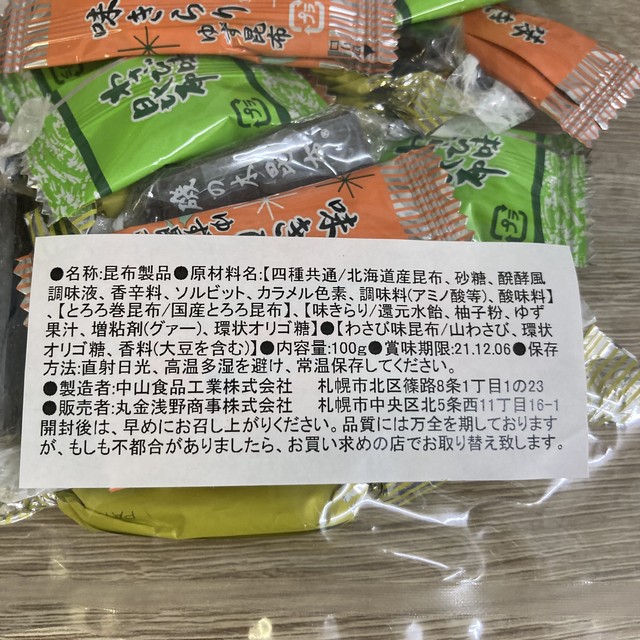 味きらり
ゆず昆布
わさび味
昆布
磯の木昆布®
味き
味きらり
ゆず
●名称:昆布製品●原材料名:【四種共通/北海道産昆布、砂糖、醗酵風
調味液、香辛料、ソルビット、カラメル色素、調味料(アミノ酸等)、酸味料】
、【とろろ巻昆布/国産とろろ昆布】、【味きらり/還元水飴、柚子粉、ゆず
果汁、増粘剤(グァー)、環状オリゴ糖】●【わさび味昆布/山わさび、環状
オリゴ糖、香料(大豆を含む)】●内容量:100g●賞味期限:21.12.06●保存
方法:直射日光、高温多湿を避け、常温保存してください。
●製造者:中山食品工業株式会社 札幌市北区篠路8条1丁目1の23
●販売者:丸金浅野商事株式会社 札幌市中央区北5条西11丁目16-1
開封後は、早めにお召し上がりください。品質には万全を期しております
が、もしも不都合がありましたら、お買い求めの店でお取り替え致します。